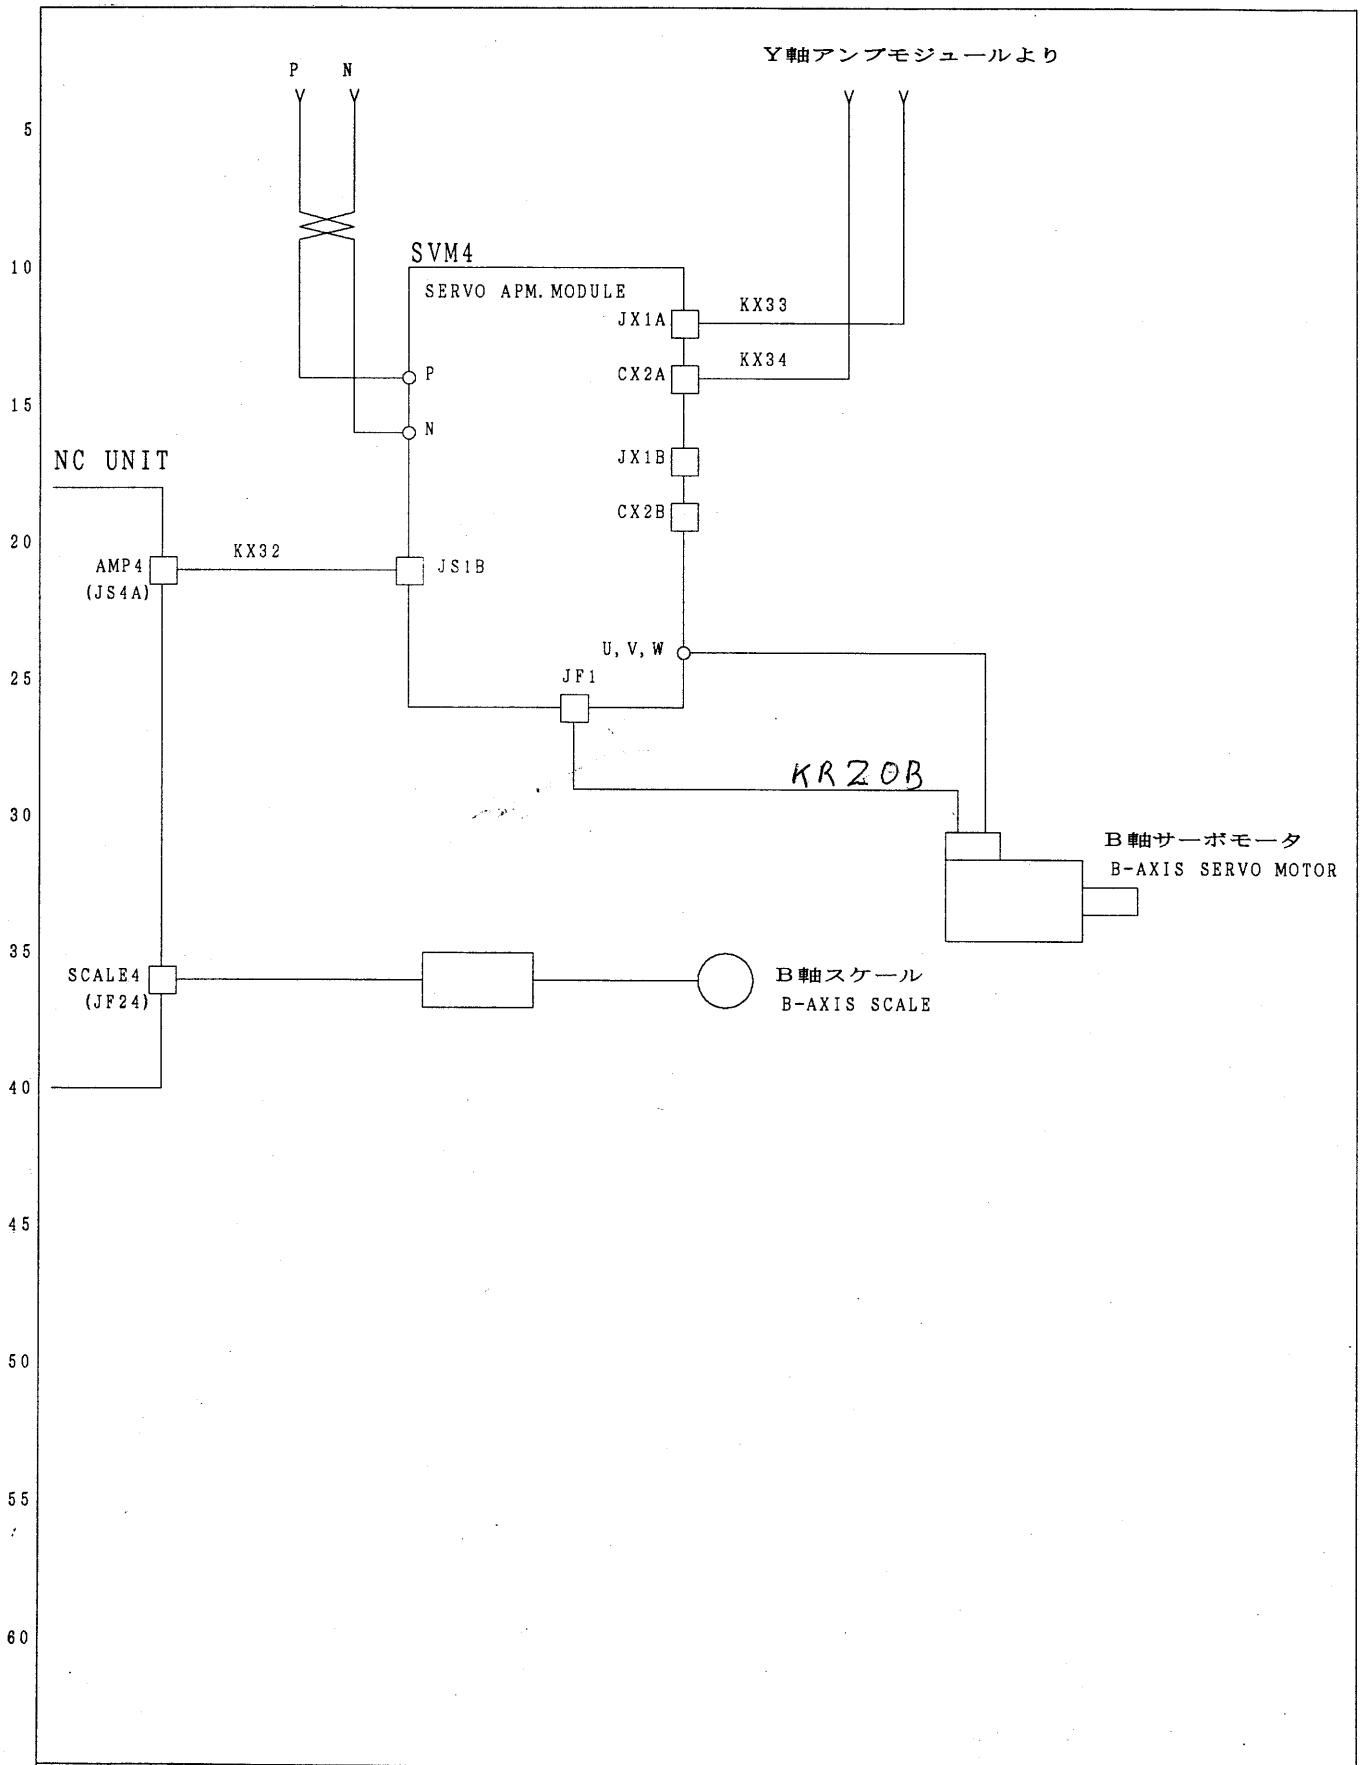 Y軸アンプモジュールより
P N
5
SVM4
10
SERVO APM.MODULE
JX1A KX33
CX2A KX34
P
15
N
NC UNIT
JX1B
CX2B
20
AMP4 KX32 JS1B
(JS4A)
U,V,W
25
JF1
KR20B
30
B軸サーボモータ
B-AXIS SERVO MOTOR
35
SCALE4 B軸スケール
(JF24) B-AXIS SCALE
40
45
50
55
60